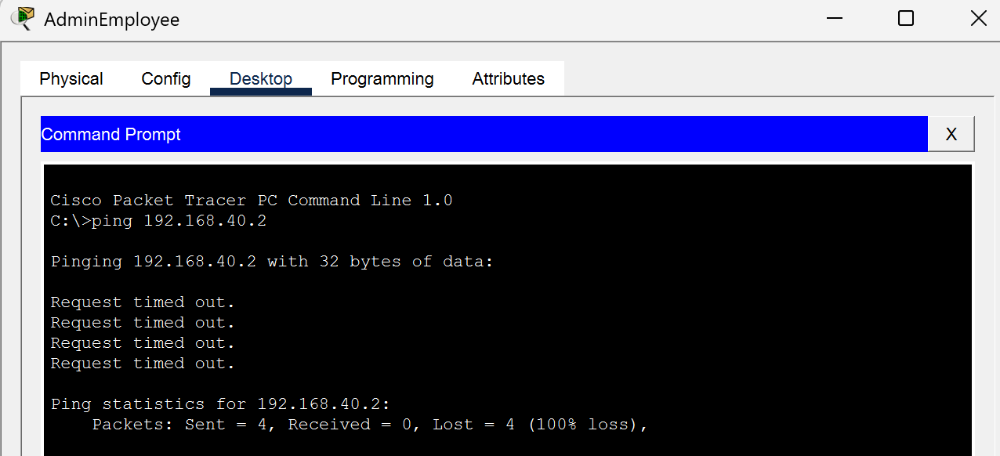 AdminEmployee
Physical Config Desktop Programming Attributes
Command Prompt X
Cisco Packet Tracer PC Command Line 1.0
C:\>ping 192.168.40.2
Pinging 192.168.40.2 with 32 bytes of data:
Request timed out.
Request timed out.
Request timed out.
Request timed out.
Ping statistics for 192.168.40.2:
    Packets: Sent = 4, Received = 0, Lost = 4 (100% loss),